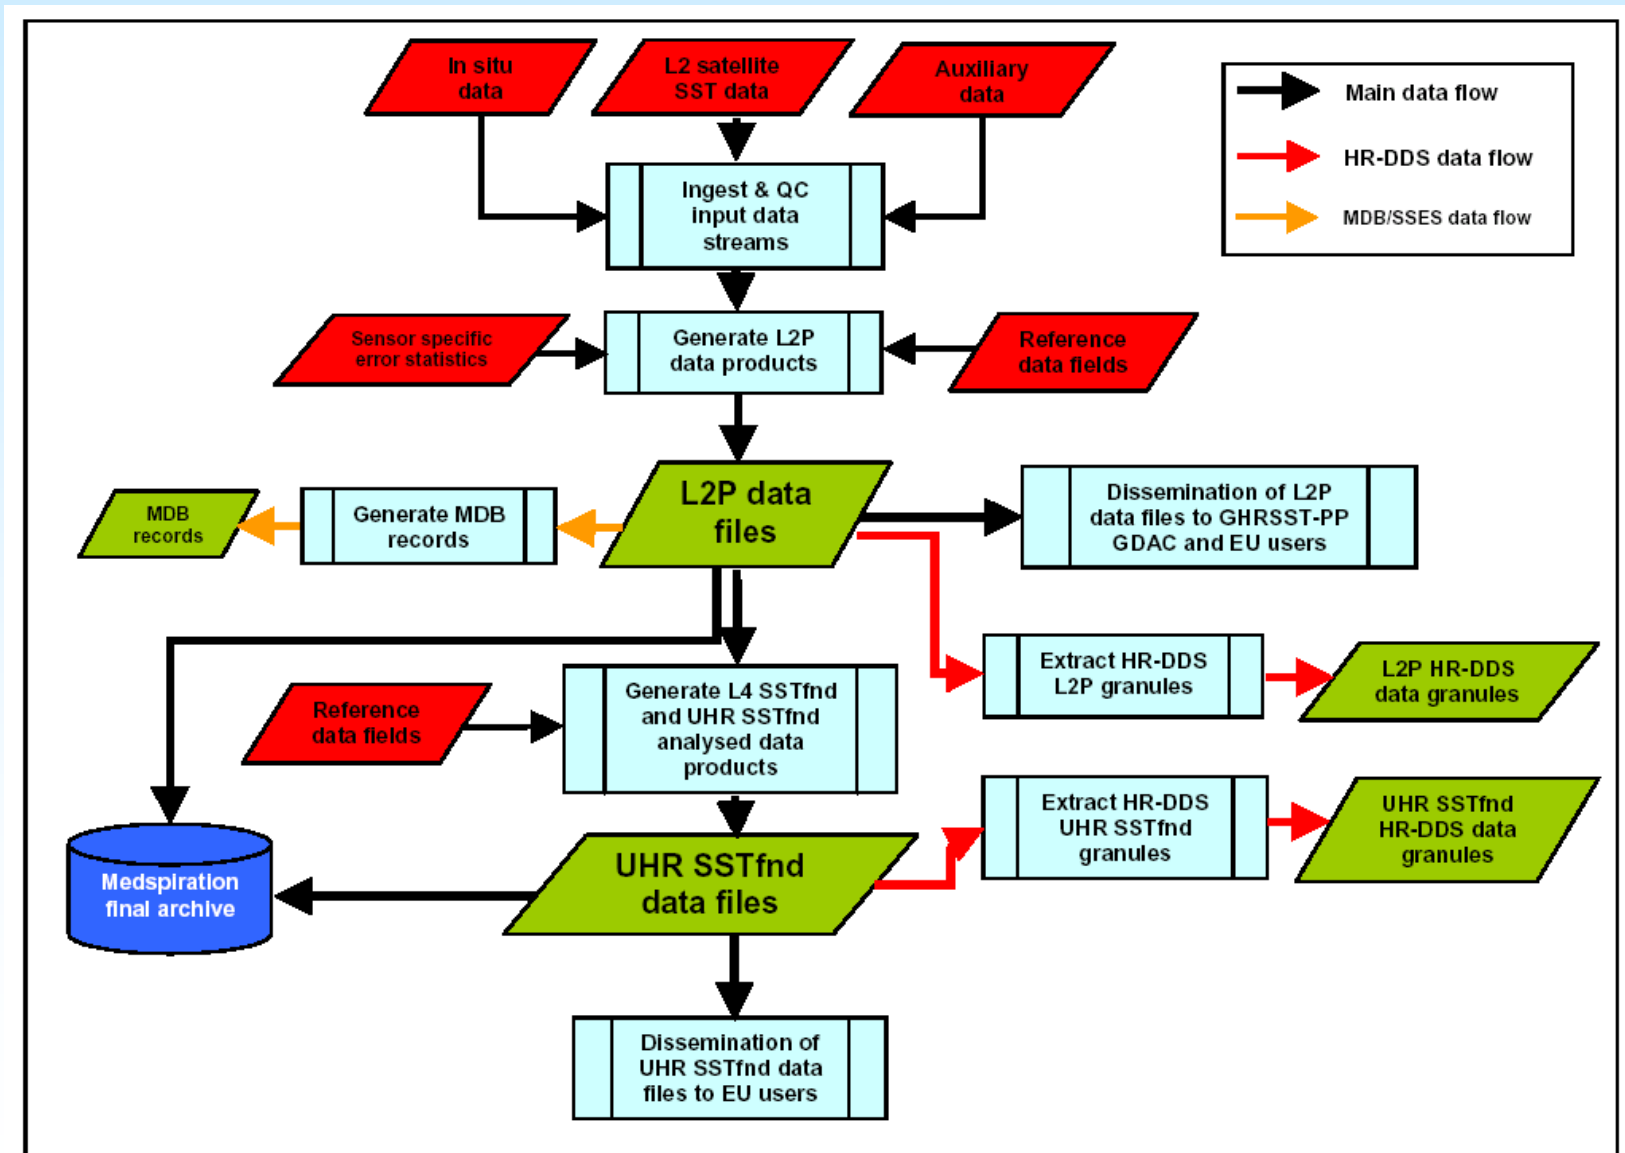 In situ
data
L2 satellite
SST data
Auxiliary
data
Main data flow
HR-DDS data flow
MDB/SSES data flow
Ingest & QC
input data
streams
Sensor specific
error statistics
Generate L2P
data products
Reference
data fields
MDB
records
Generate MDB
records
L2P data
files
Dissemination of L2P
data files to GHRSST-PP
GDAC and EU users
Extract HR-DDS
L2P granules
L2P HR-DDS
data granules
Reference
data fields
Generate L4 SSTfnd
and UHR SSTfnd
analysed data
products
Extract HR-DDS
UHR SSTfnd
granules
UHR SSTfnd
HR-DDS data
granules
Medspiration
final archive
UHR SSTfnd
data files
Dissemination of
UHR SSTfnd data
files to EU users